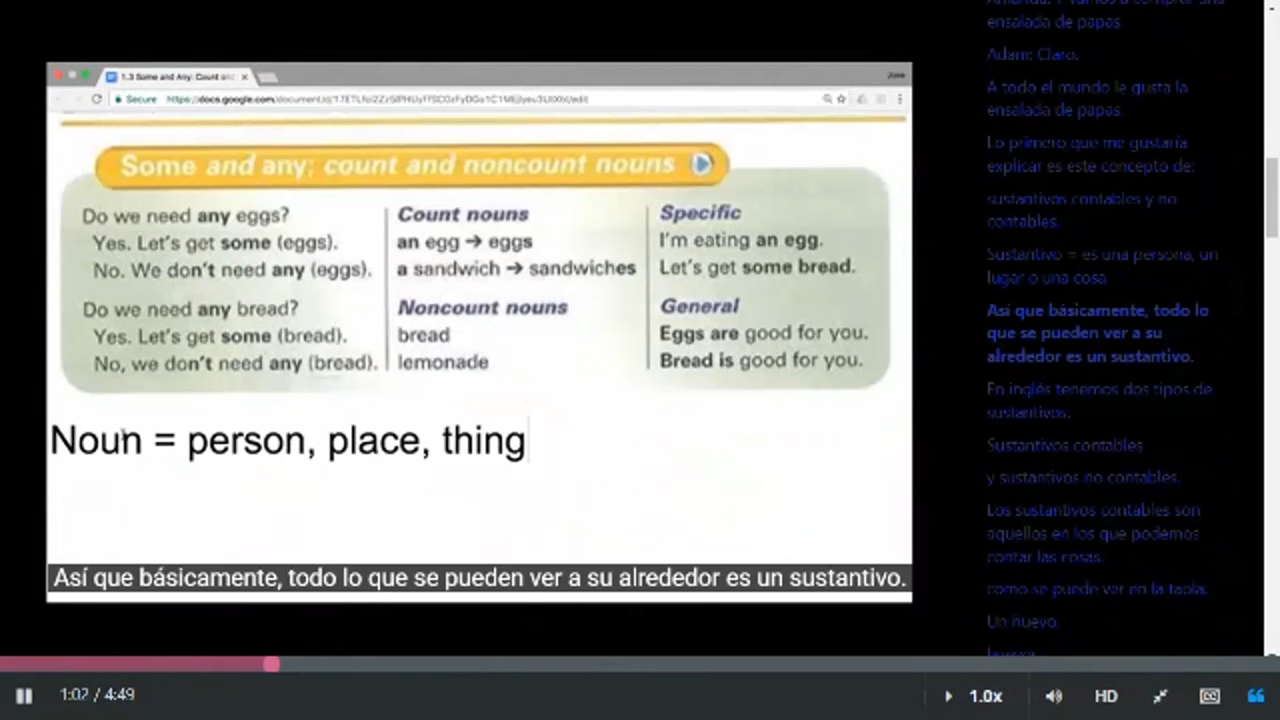 1.3 Some and Any: Count and
Secure
Some and any; count and noncount nouns
Do we need any eggs?
Yes. Let's get some (eggs).
No. We don't need any (eggs).
Do we need any bread?
Yes. Let's get some (bread).
No, we don't need any (bread).
Count nouns
an egg → eggs
a sandwich → sandwiches
Noncount nouns
bread
lemonade
Specific
I'm eating an egg.
Let's get some bread.
General
Eggs are good for you.
Bread is good for you.
Noun = person, place, thing
Así que básicamente, todo lo que se pueden ver a su alrededor es un sustantivo.
ensalada de papas.
Adam: Claro.
A todo el mundo le gusta la
ensalada de papas.
Lo primero que me gustaría
explicar es este concepto de:
sustantivos contables y no
contables.
Sustantivo = es una persona, un
lugar o una cosa
Así que básicamente, todo lo
que se pueden ver a su
alrededor es un sustantivo.
En inglés tenemos dos tipos de
sustantivos.
Sustantivos contables
y sustantivos no contables.
Los sustantivos contables son
aquellos en los que podemos
contar las cosas.
como se puede ver en la tabla:
Un huevo,
1:02 / 4:49
1.0x
HD
CC